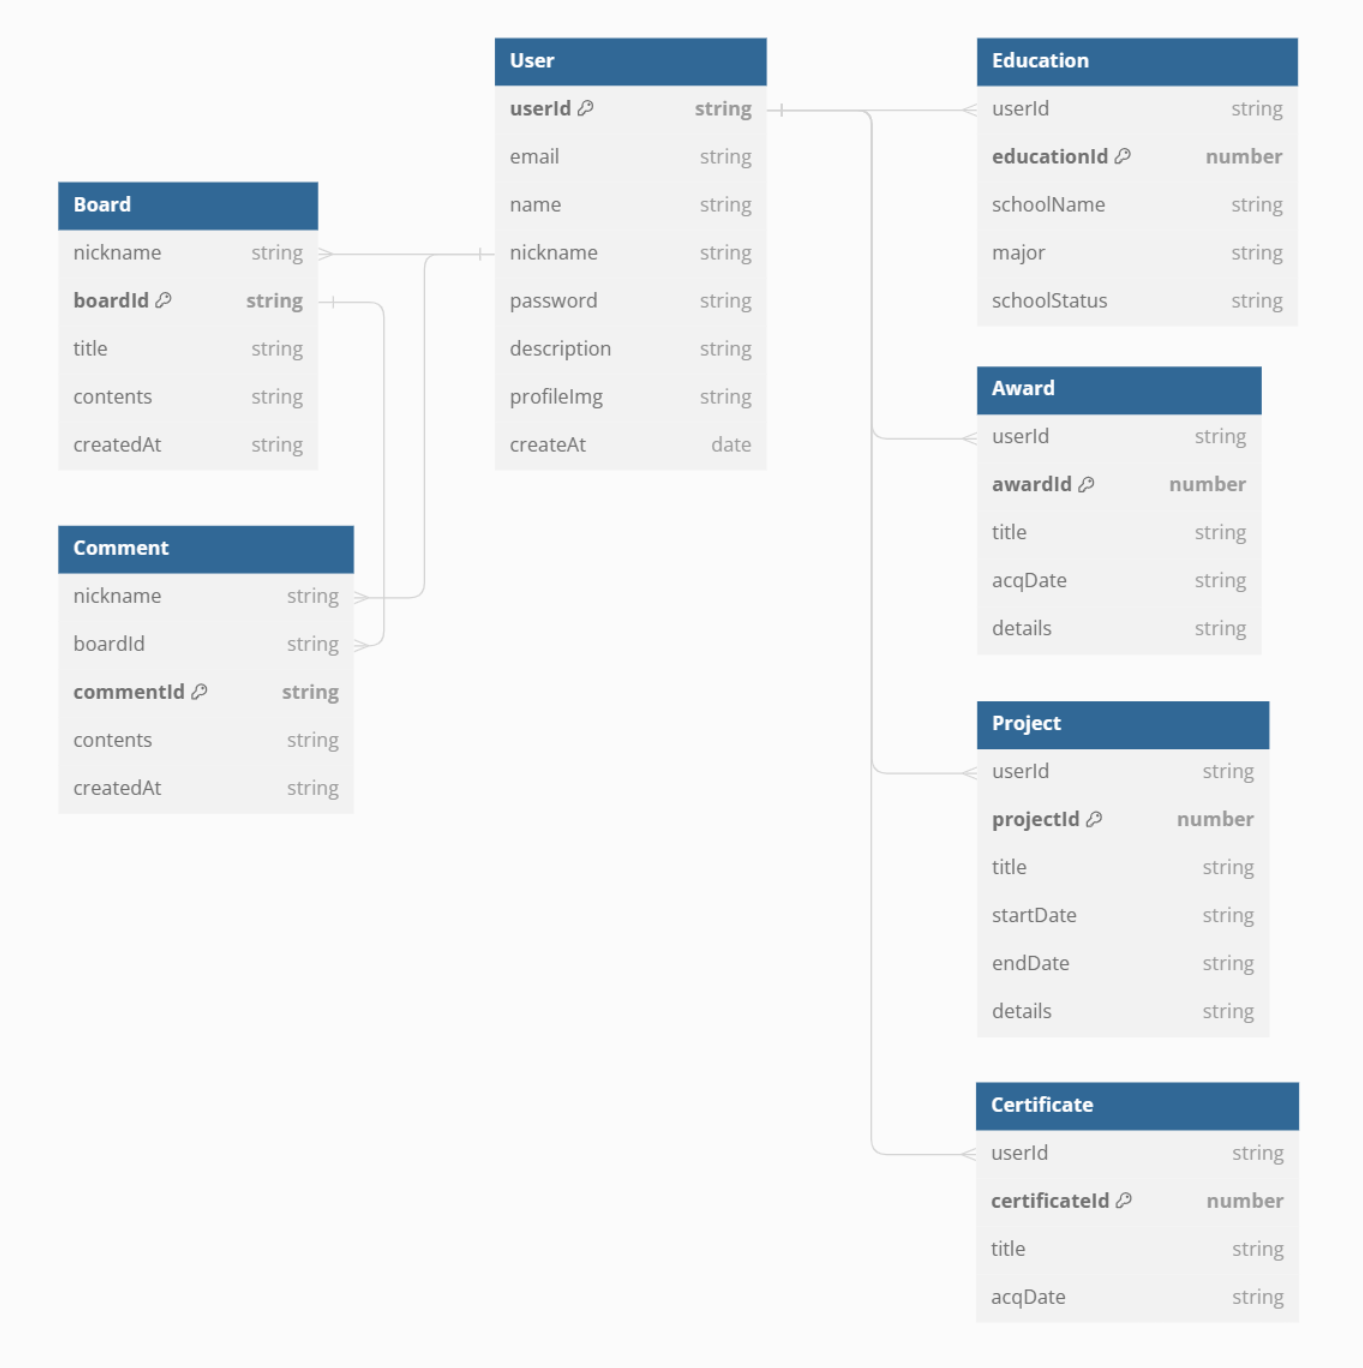 User
userId string
email string
name string
nickname string
password string
description string
profileImg string
createAt date
Board
nickname string
boardId string
title string
contents string
createdAt string
Comment
nickname string
boardId string
commentId string
contents string
createdAt string
Education
userId string
educationId number
schoolName string
major string
schoolStatus string
Award
userId string
awardId number
title string
acqDate string
details string
Project
userId string
projectId number
title string
startDate string
endDate string
details string
Certificate
userId string
certificateId number
title string
acqDate string